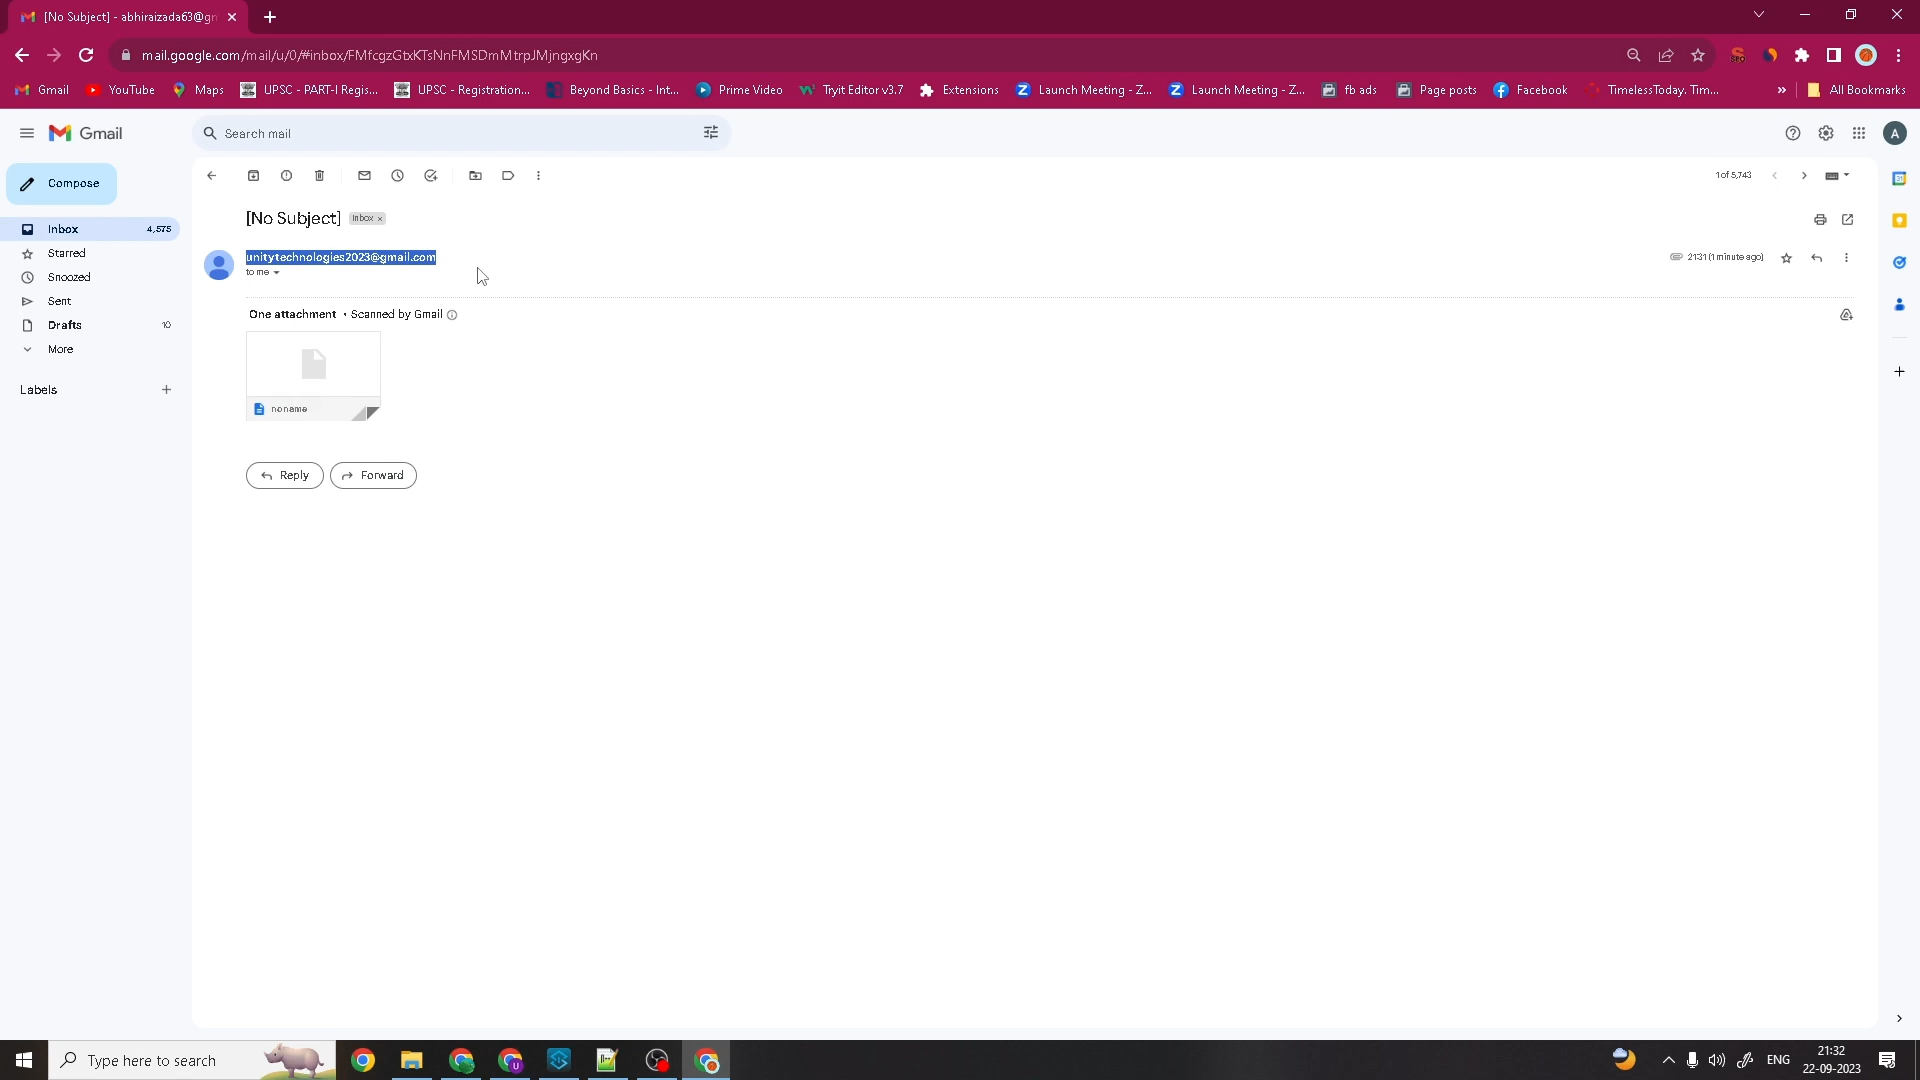 [No Subject] - abhiraizada63@gm
mail.google.com/mail/u/0/#inbox/FMfcgzGtxKTsNnFMSDmMtrpJMjngxgKn
Gmail YouTube Maps UPSC - PART-I Regis... UPSC - Registration... Beyond Basics - Int... Prime Video Tryit Editor v3.7 Extensions Launch Meeting - Z... Launch Meeting - Z... fb ads Page posts Facebook TimelessToday. Tim... » All Bookmarks
Gmail
Search mail
A
Compose
1 of 5,743
Inbox 4,575
Starred
Snoozed
Sent
Drafts 10
More
Labels
[No Subject] Inbox ×
unitytechnologies2023@gmail.com
21:31 (1 minute ago)
to me
One attachment • Scanned by Gmail
noname
Reply Forward
Type here to search
ENG
21:32
22-09-2023